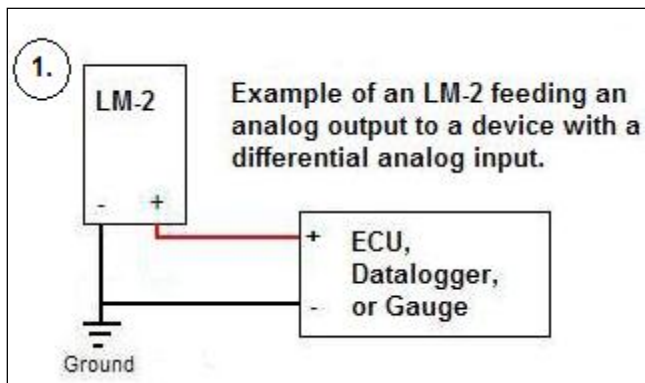 1.
LM-2
Example of an LM-2 feeding an
analog output to a device with a
differential analog input.
- +
+ ECU,
Datalogger,
- or Gauge
Ground